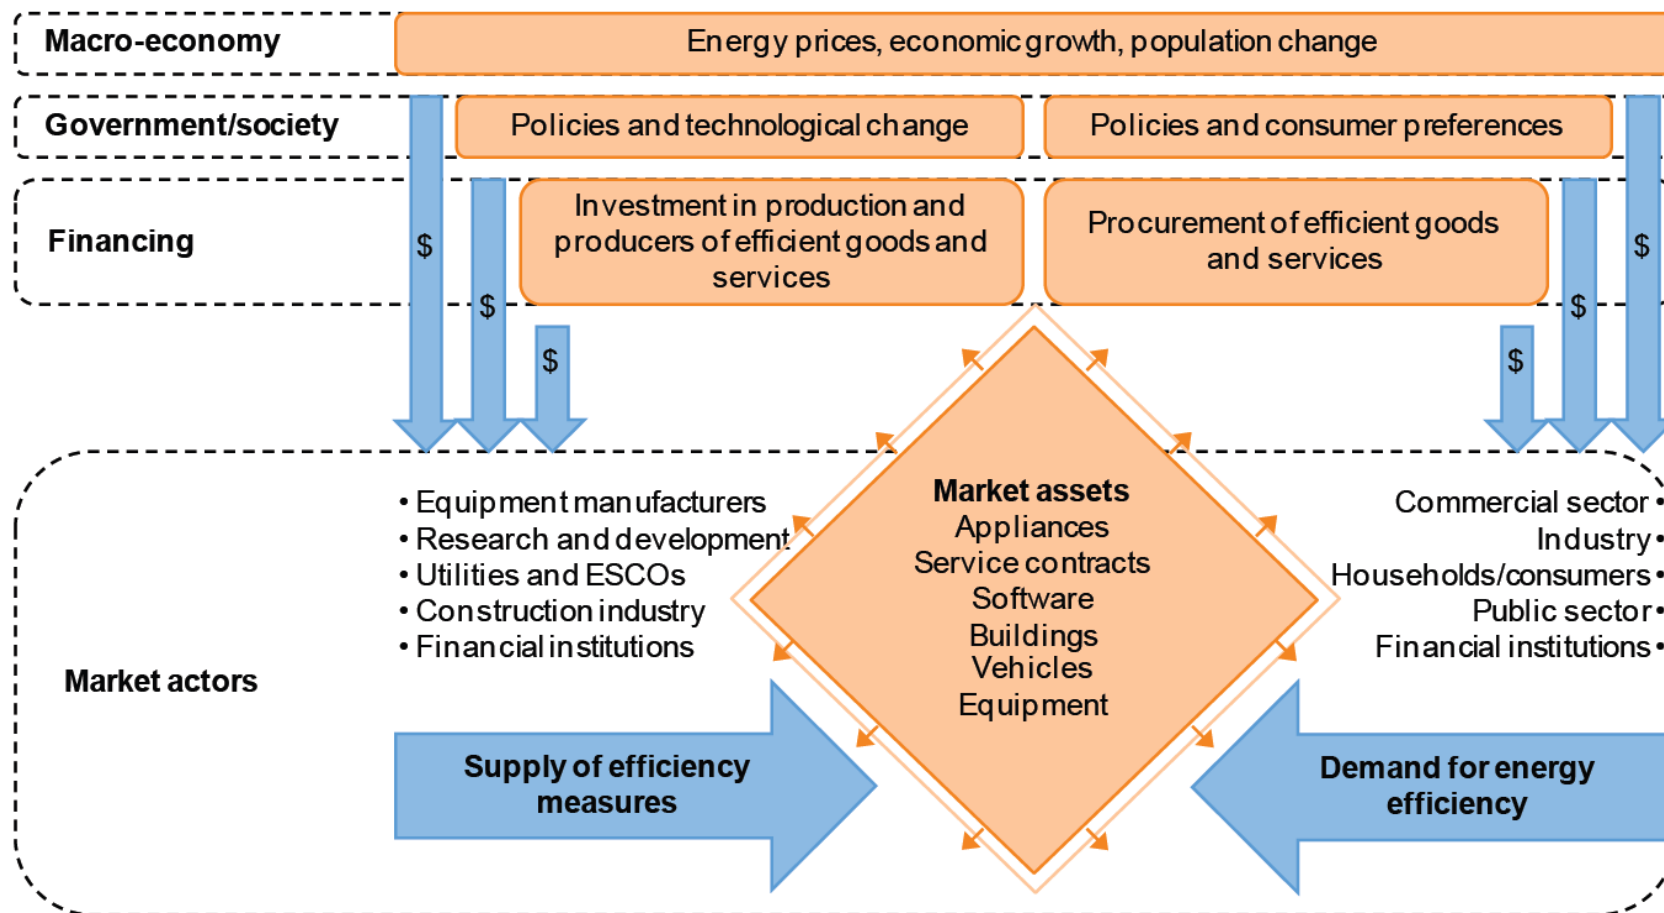 Macro-economy
Energy prices, economic growth, population change
Government/society
Policies and technological change
Policies and consumer preferences
Financing
Investment in production and
producers of efficient goods and
services
Procurement of efficient goods
and services
$
$
$
$
$
$
• Equipment manufacturers
• Research and development
• Utilities and ESCOs
• Construction industry
• Financial institutions
Market assets
Appliances
Service contracts
Software
Buildings
Vehicles
Equipment
Commercial sector •
Industry •
Households/consumers •
Public sector •
Financial institutions •
Market actors
Supply of efficiency
measures
Demand for energy
efficiency